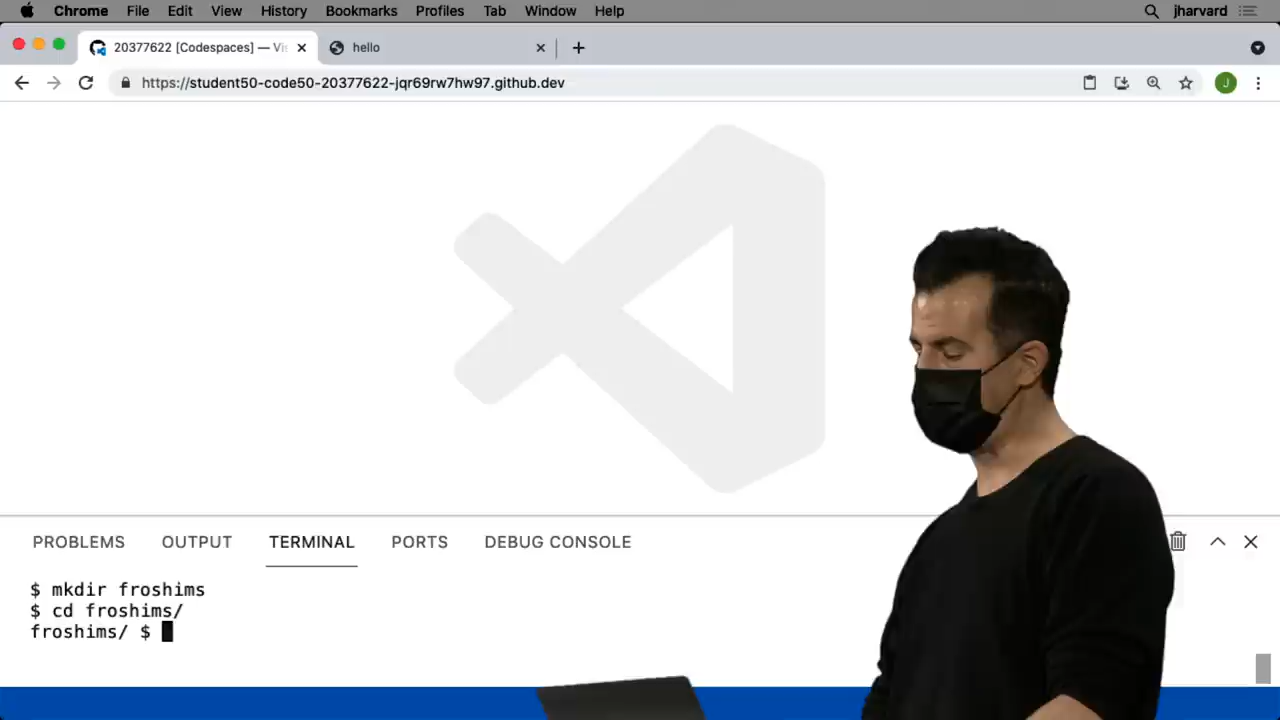 Chrome File Edit View History Bookmarks Profiles Tab Window Help jharvard
20377622 [Codespaces] — Vis hello
https://student50-code50-20377622-jqr69rw7hw97.github.dev J
PROBLEMS OUTPUT TERMINAL PORTS DEBUG CONSOLE
$ mkdir froshims
$ cd froshims/
froshims/ $